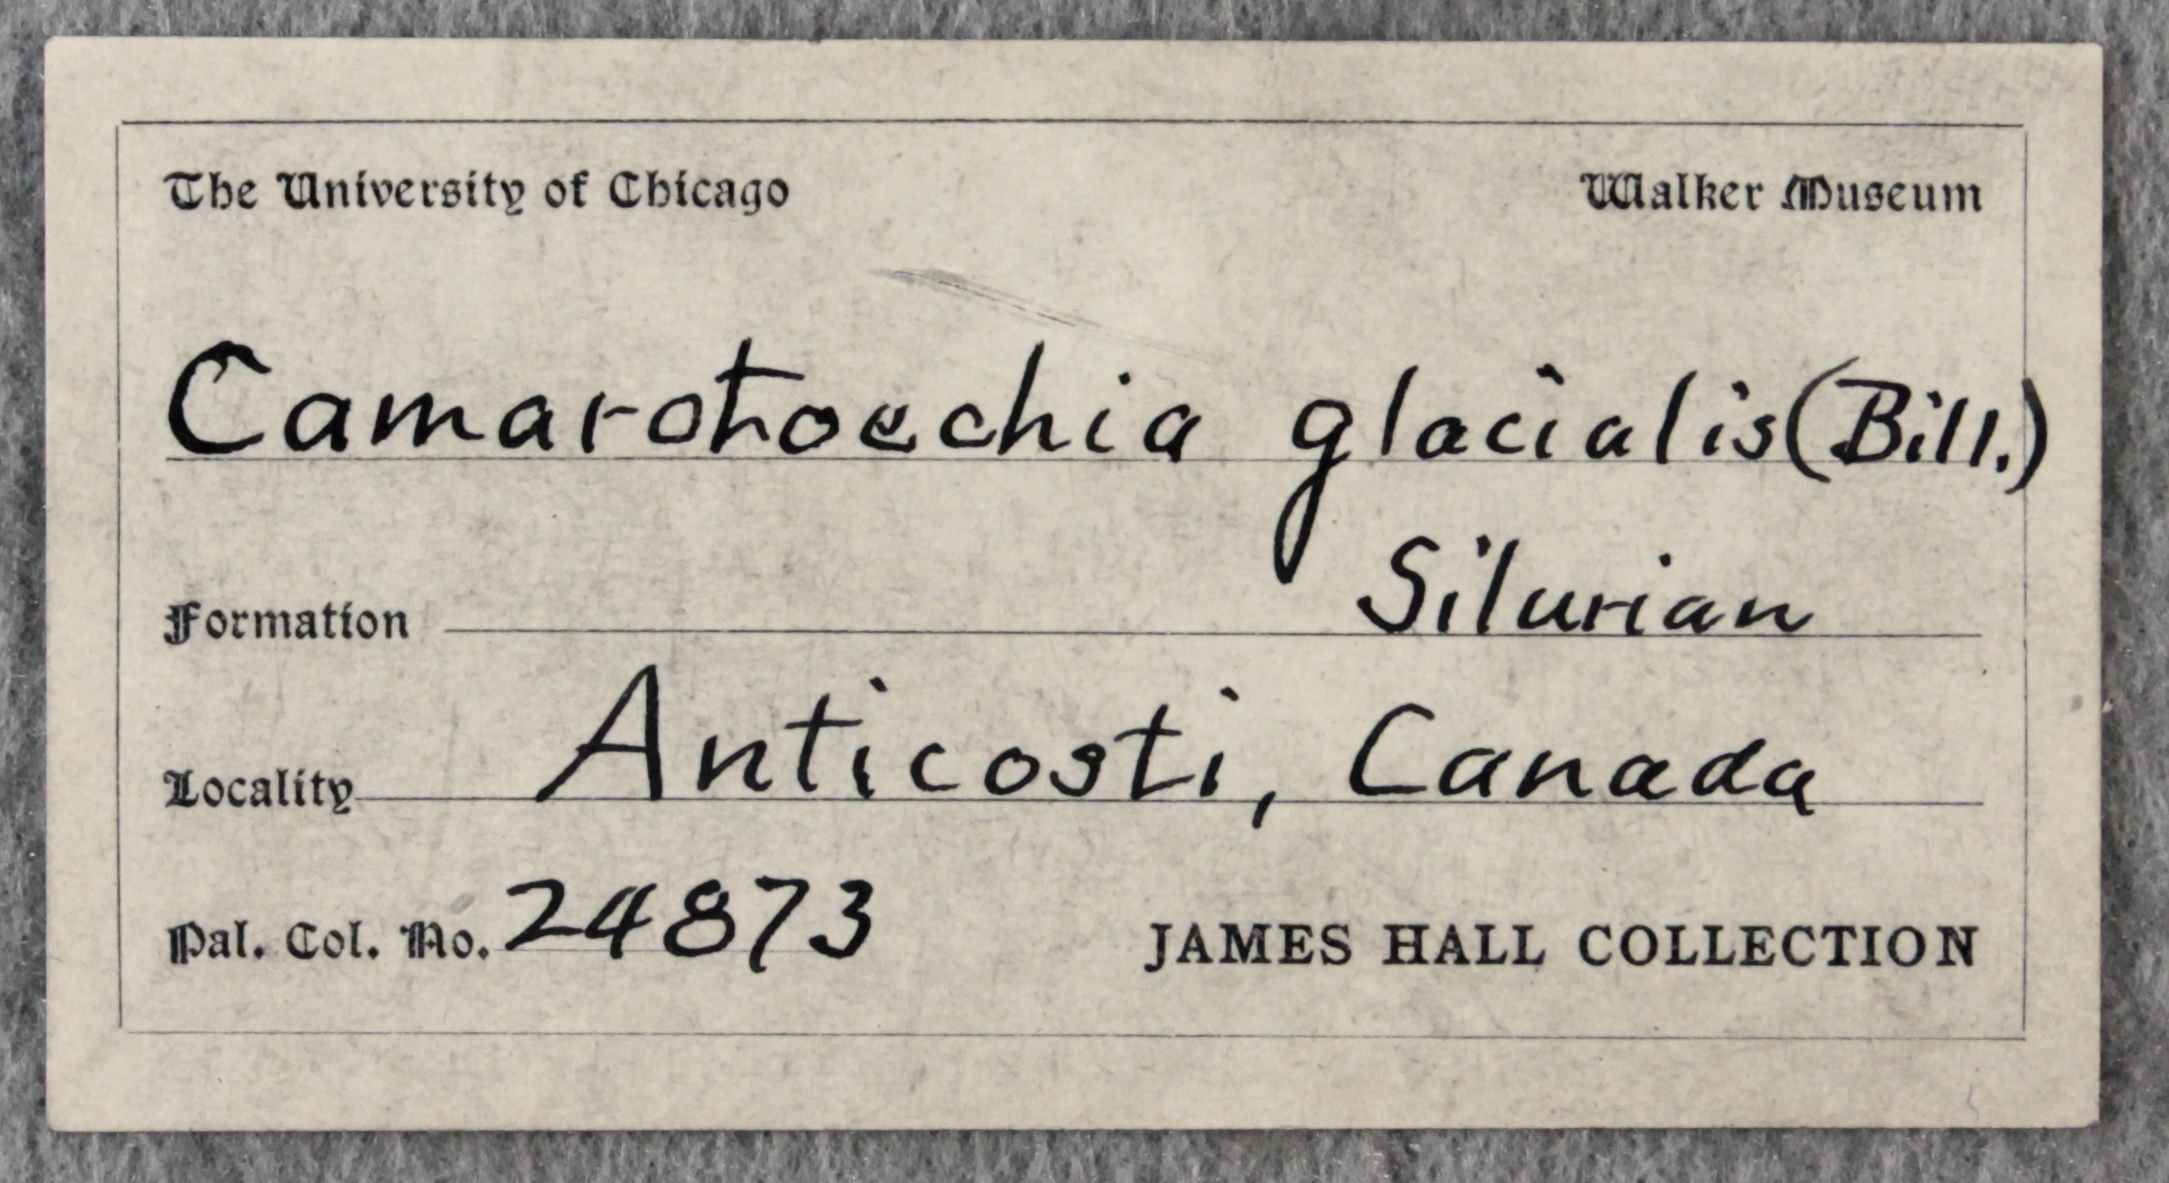 The University of Chicago Walker Museum
Camarotoechia glacialis (Bill.)
Formation Silurian
Locality Anticosti, Canada
Pal. Col. No. 24873 JAMES HALL COLLECTION